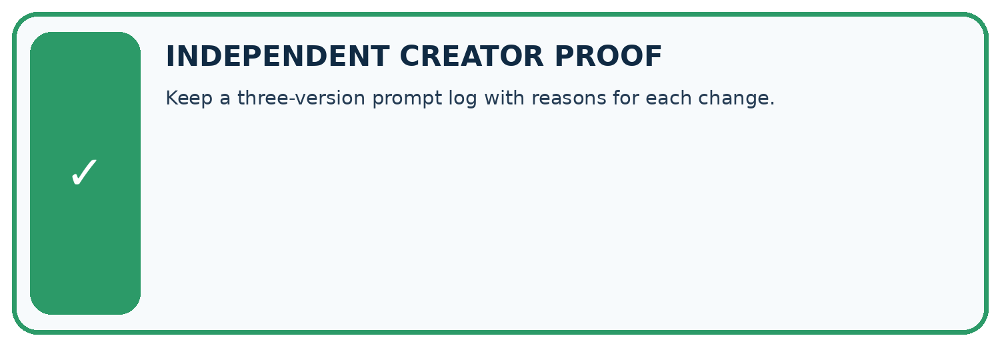 INDEPENDENT CREATOR PROOF
Keep a three-version prompt log with reasons for each change.
✓